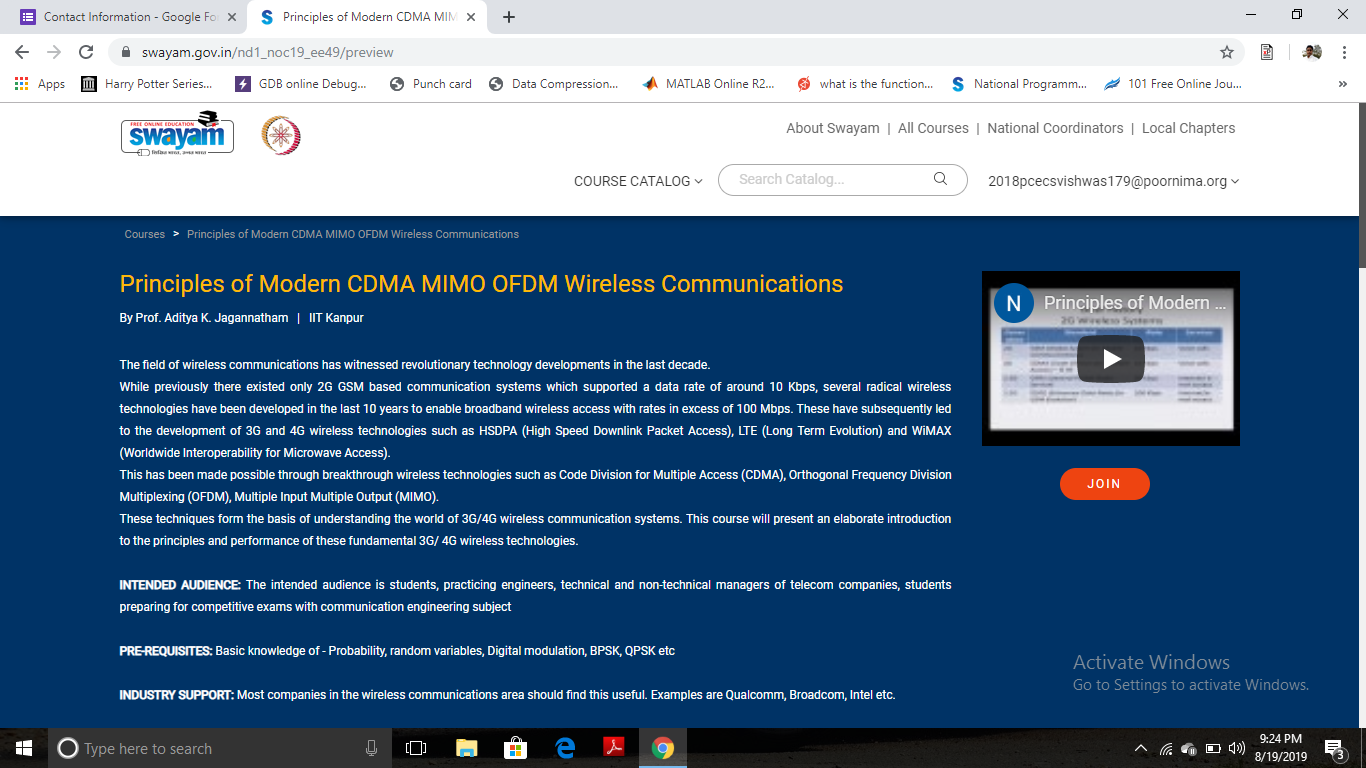 Contact Information - Google Fo
Principles of Modern CDMA MIM
swayam.gov.in/nd1_noc19_ee49/preview
Apps
Harry Potter Series...
GDB online Debug...
Punch card
Data Compression...
MATLAB Online R2...
what is the function...
National Programm...
101 Free Online Jou...
»
FREE ONLINE EDUCATION
swayam
शिक्षित भारत, उन्नत भारत
About Swayam | All Courses | National Coordinators | Local Chapters
COURSE CATALOG
Search Catalog...
2018pcecsvishwas179@poornima.org
Courses > Principles of Modern CDMA MIMO OFDM Wireless Communications
Principles of Modern CDMA MIMO OFDM Wireless Communications
By Prof. Aditya K. Jagannatham | IIT Kanpur
N Principles of Modern ...
2G Wireless Systems
The field of wireless communications has witnessed revolutionary technology developments in the last decade.
While previously there existed only 2G GSM based communication systems which supported a data rate of around 10 Kbps, several radical wireless
technologies have been developed in the last 10 years to enable broadband wireless access with rates in excess of 100 Mbps. These have subsequently led
to the development of 3G and 4G wireless technologies such as HSDPA (High Speed Downlink Packet Access), LTE (Long Term Evolution) and WiMAX
(Worldwide Interoperability for Microwave Access).
This has been made possible through breakthrough wireless technologies such as Code Division for Multiple Access (CDMA), Orthogonal Frequency Division
Multiplexing (OFDM), Multiple Input Multiple Output (MIMO).
These techniques form the basis of understanding the world of 3G/4G wireless communication systems. This course will present an elaborate introduction
to the principles and performance of these fundamental 3G/ 4G wireless technologies.
JOIN
INTENDED AUDIENCE: The intended audience is students, practicing engineers, technical and non-technical managers of telecom companies, students
preparing for competitive exams with communication engineering subject
PRE-REQUISITES: Basic knowledge of - Probability, random variables, Digital modulation, BPSK, QPSK etc
INDUSTRY SUPPORT: Most companies in the wireless communications area should find this useful. Examples are Qualcomm, Broadcom, Intel etc.
Activate Windows
Go to Settings to activate Windows.
Type here to search
9:24 PM
8/19/2019
3